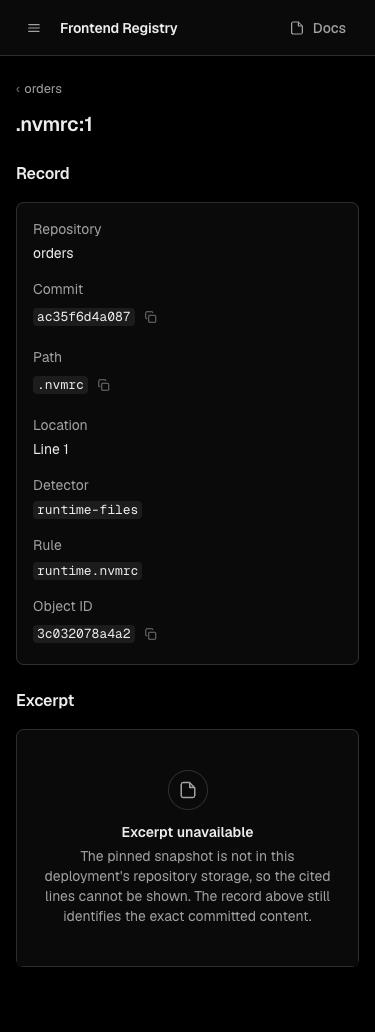 Frontend Registry
Docs
‹ orders
.nvmrc:1
Record
Repository
orders
Commit
ac35f6d4a087
Path
.nvmrc
Location
Line 1
Detector
runtime-files
Rule
runtime.nvmrc
Object ID
3c032078a4a2
Excerpt
Excerpt unavailable
The pinned snapshot is not in this
deployment's repository storage, so the cited
lines cannot be shown. The record above still
identifies the exact committed content.